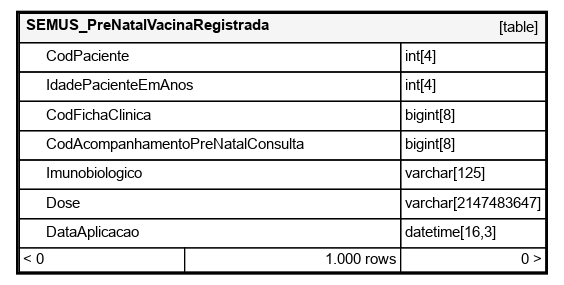 SEMUS_PreNatalVacinaRegistrada [table]
CodPaciente int[4]
IdadePacienteEmAnos int[4]
CodFichaClinica bigint[8]
CodAcompanhamentoPreNatalConsulta bigint[8]
Imunobiologico varchar[125]
Dose varchar[2147483647]
DataAplicacao datetime[16,3]
< 0 1.000 rows 0 >